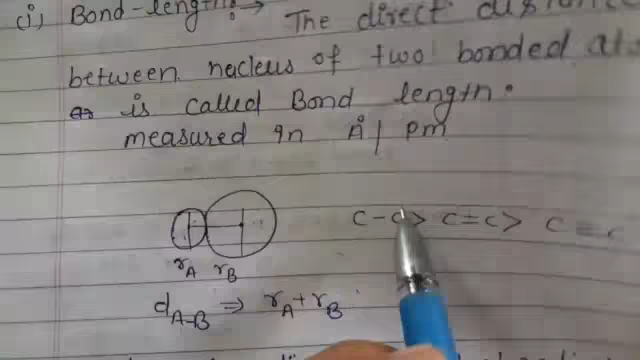 (i) Bond-length:→ The direct
between nucleus of two bonded
is called Bond length.
measured in Å/pm
C-C> C=C> C≡C
rA rB
dA-B ⇒ rA+rB